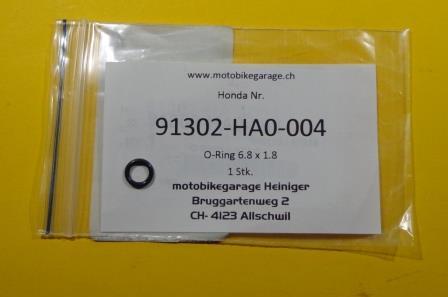 www.motobikegarage.ch
Honda Nr.
91302-HA0-004
O-Ring 6.8 x 1.8
1 Stk.
motobikegarage Heiniger
Bruggartenweg 2
CH- 4123 Allschwil